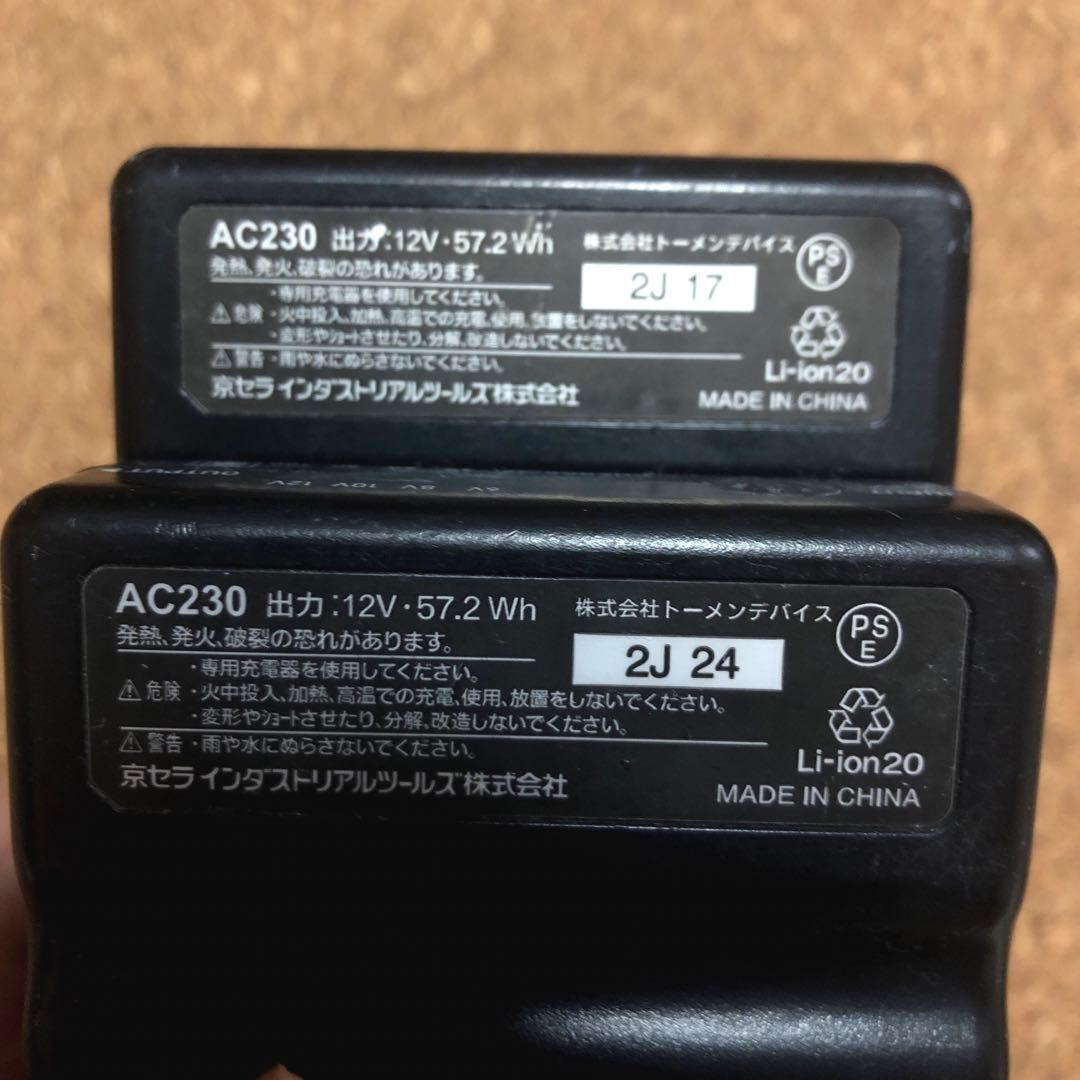 AC230 出力:12V・57.2 Wh 株式会社トーメンデバイス PSE
発熱、発火、破裂の恐れがあります。
2J 17
・専用充電器を使用してください。
⚠危険・火中投入、加熱、高温での充電、使用、放置をしないでください。
・変形やショートさせたり、分解、改造しないでください。
⚠警告・雨や水にぬらさないでください。
Li-ion20
京セラ インダストリアルツールズ株式会社
MADE IN CHINA
6V 8V 10V 12V
AC230 出力:12V・57.2 Wh 株式会社トーメンデバイス PSE
発熱、発火、破裂の恐れがあります。
2J 24
・専用充電器を使用してください。
⚠危険・火中投入、加熱、高温での充電、使用、放置をしないでください。
・変形やショートさせたり、分解、改造しないでください。
⚠警告・雨や水にぬらさないでください。
Li-ion20
京セラ インダストリアルツールズ株式会社
MADE IN CHINA